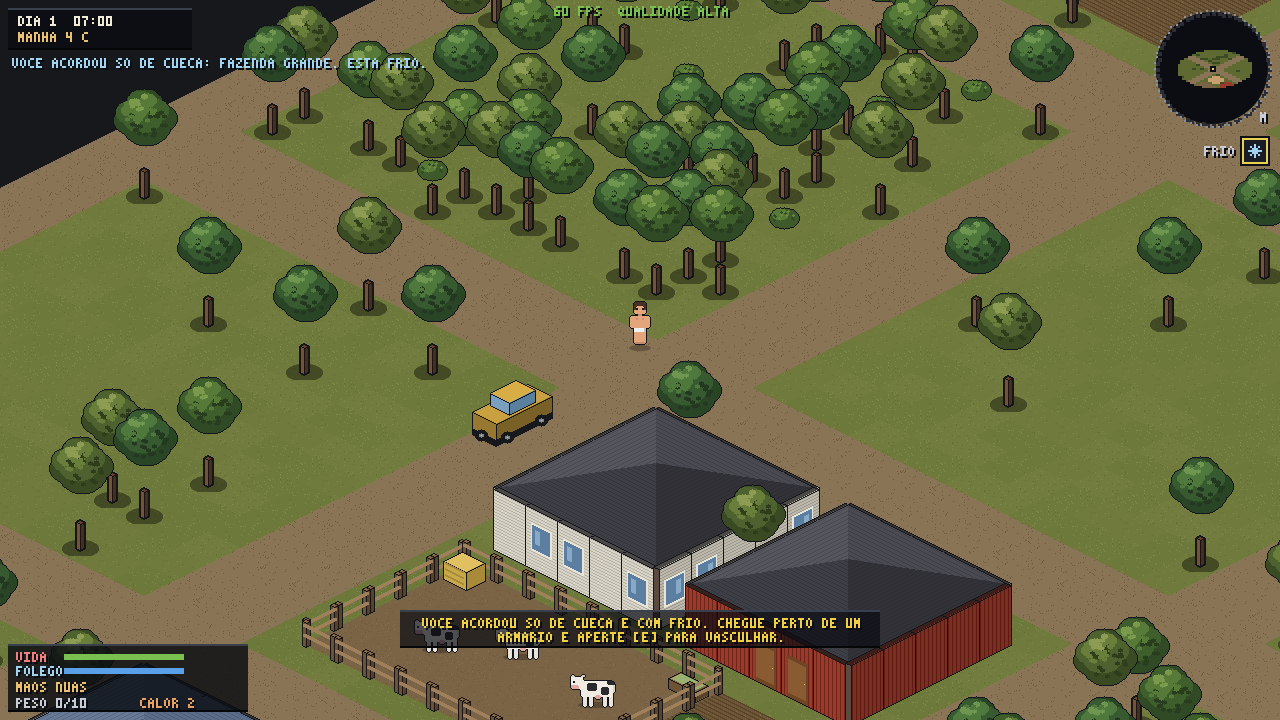 60 FPS QUALIDADE ALTA
DIA 1 07:00
MANHA 4 C
VOCE ACORDOU SO DE CUECA: FAZENDA GRANDE. ESTA FRIO.
N
FRIO
VOCE ACORDOU SO DE CUECA E COM FRIO. CHEGUE PERTO DE UM
ARMARIO E APERTE [E] PARA VASCULHAR.
VIDA
FOLEGO
MAOS NUAS
PESO 0/10 CALOR 2